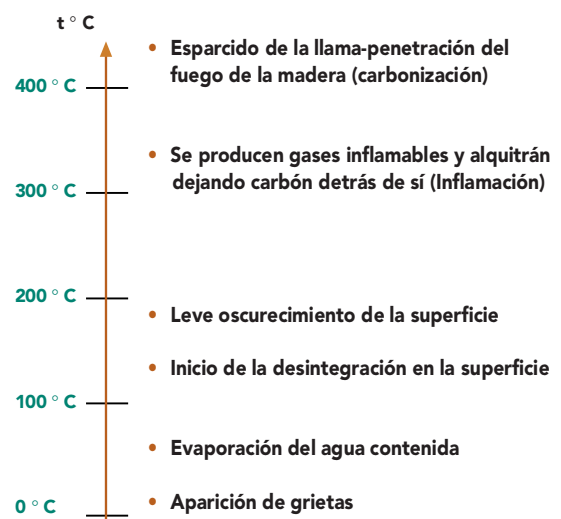 t ° C
• Esparcido de la llama-penetración del
fuego de la madera (carbonización)
400 ° C
• Se producen gases inflamables y alquitrán
dejando carbón detrás de sí (Inflamación)
300 ° C
200 ° C
• Leve oscurecimiento de la superficie
• Inicio de la desintegración en la superficie
100 ° C
• Evaporación del agua contenida
• Aparición de grietas
0 ° C